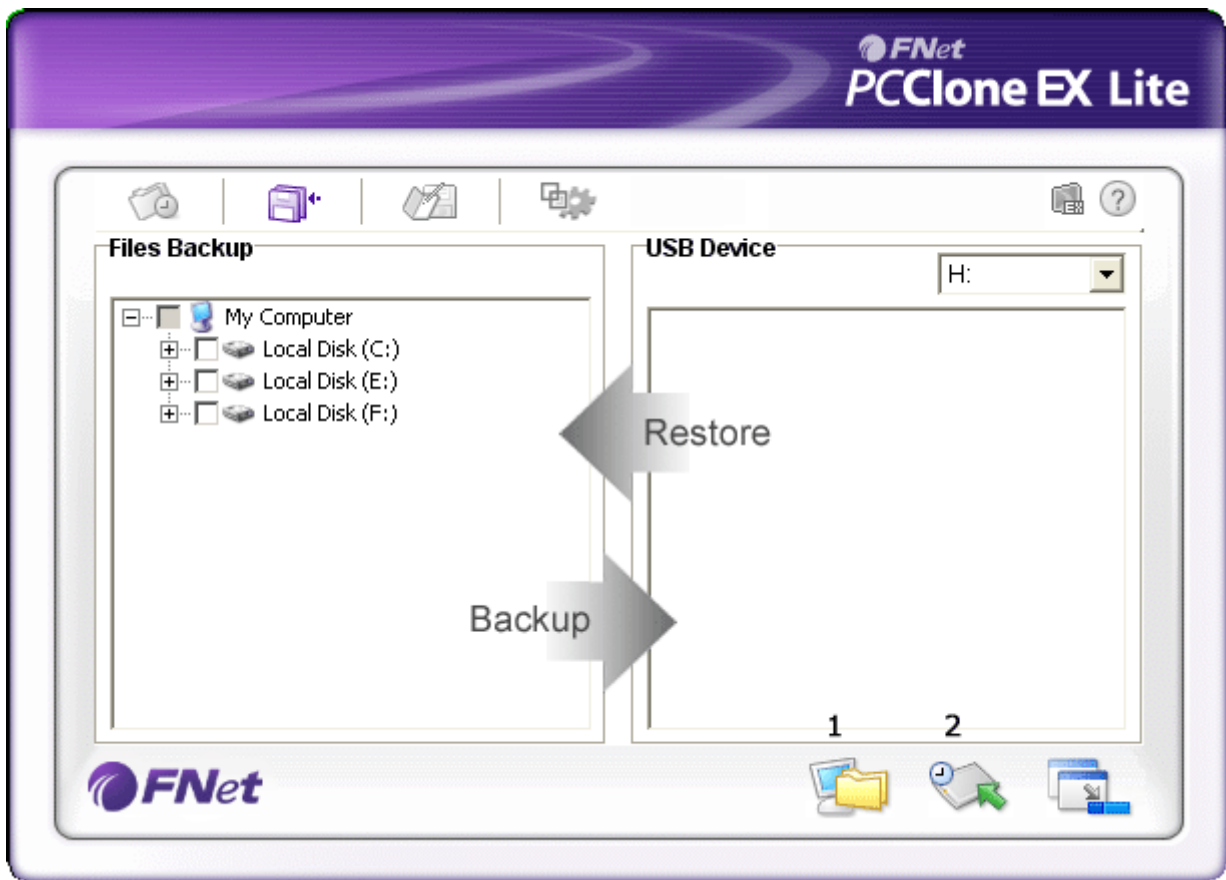 FNet
PCClone EX Lite
EX
?
Files Backup
USB Device
H:
My Computer
Local Disk (C:)
Local Disk (E:)
Local Disk (F:)
Restore
Backup
1
2
FNet